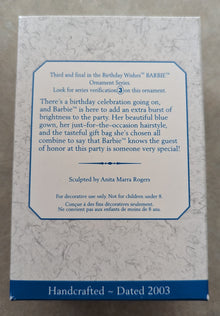 Third and final in the Birthday Wishes™ BARBIE™
Ornament Series.
Look for series verification 3 on this ornament.
There's a birthday celebration going
on, and Barbie™ is here to add an extra burst of
brightness to the party. Her beautiful blue
gown, her just-for-the-occasion hairstyle,
and the tasteful gift bag she's chosen all
combine to say that Barbie™ knows the guest
of honor at this party is someone very special!
Sculpted by Anita Marra Rogers
For decorative use only. Not for children under 8.
Conçue à des fins décoratives seulement.
Ne convient pas aux enfants de moins de 8 ans.
Handcrafted ~ Dated 2003